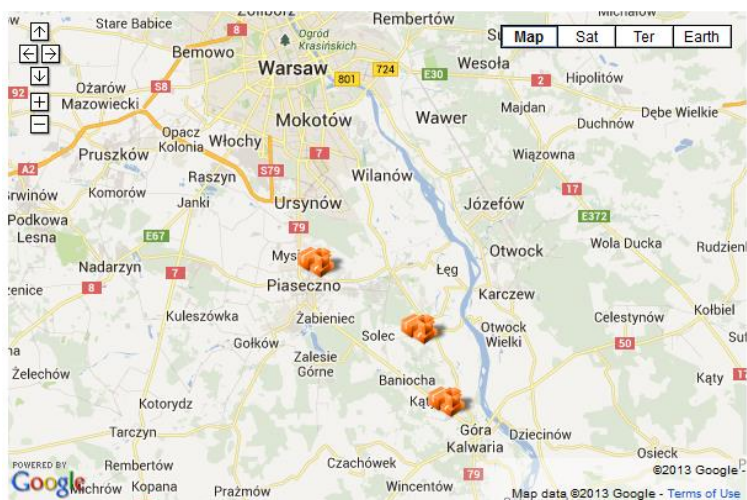 Stare Babice
8
Żoliborz
Rembertów
Michałów
Ogród
Krasińskich
Map Sat Ter Earth
Bemowo
Warsaw
801
724
E30
Wesoła
2
Hipolitów
92
Ożarów
Mazowiecki
S8
Mokotów
Wawer
Majdan
Dębe Wielkie
Duchnów
Opacz
Kolonia
Włochy
7
Pruszków
A2
Raszyn
S79
Wilanów
Wiązowna
17
Komorów
Janki
Ursynów
Józefów
E372
Podkowa
Lesna
E67
79
Otwock
Wola Ducka
Nadarzyn
7
8
Piaseczno
Łęg
Karczew
Kuleszówka
Żabieniec
Solec
Otwock
Wielki
Celestynów
Kołbiel
50
Gołków
Zalesie
Górne
Żelechów
Baniocha
Kąty
17
Kotorydz
Tarczyn
Góra
Kalwaria
Dziecinów
Osieck
POWERED BY
Google
Rembertów
Kopana
Prażmów
Czachówek
Wincentów
79
©2013 Google -
Map data ©2013 Google - Terms of Use